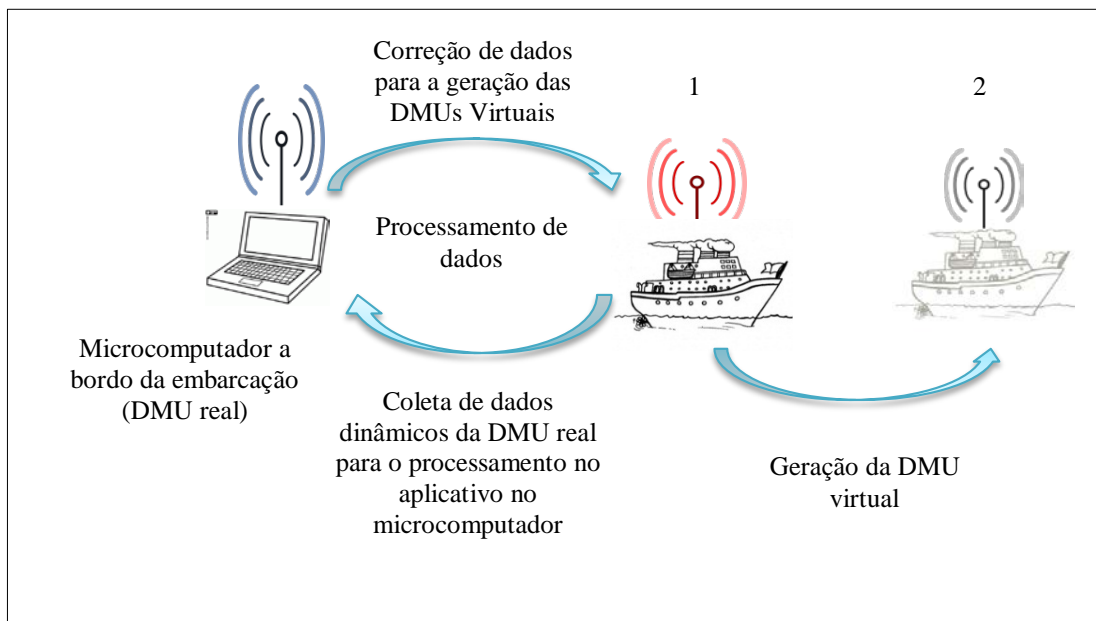 Correção de dados
para a geração das
DMUs Virtuais
1
2
Processamento de
dados
Microcomputador a
bordo da embarcação
(DMU real)
Coleta de dados
dinâmicos da DMU real
para o processamento no
aplicativo no
microcomputador
Geração da DMU
virtual